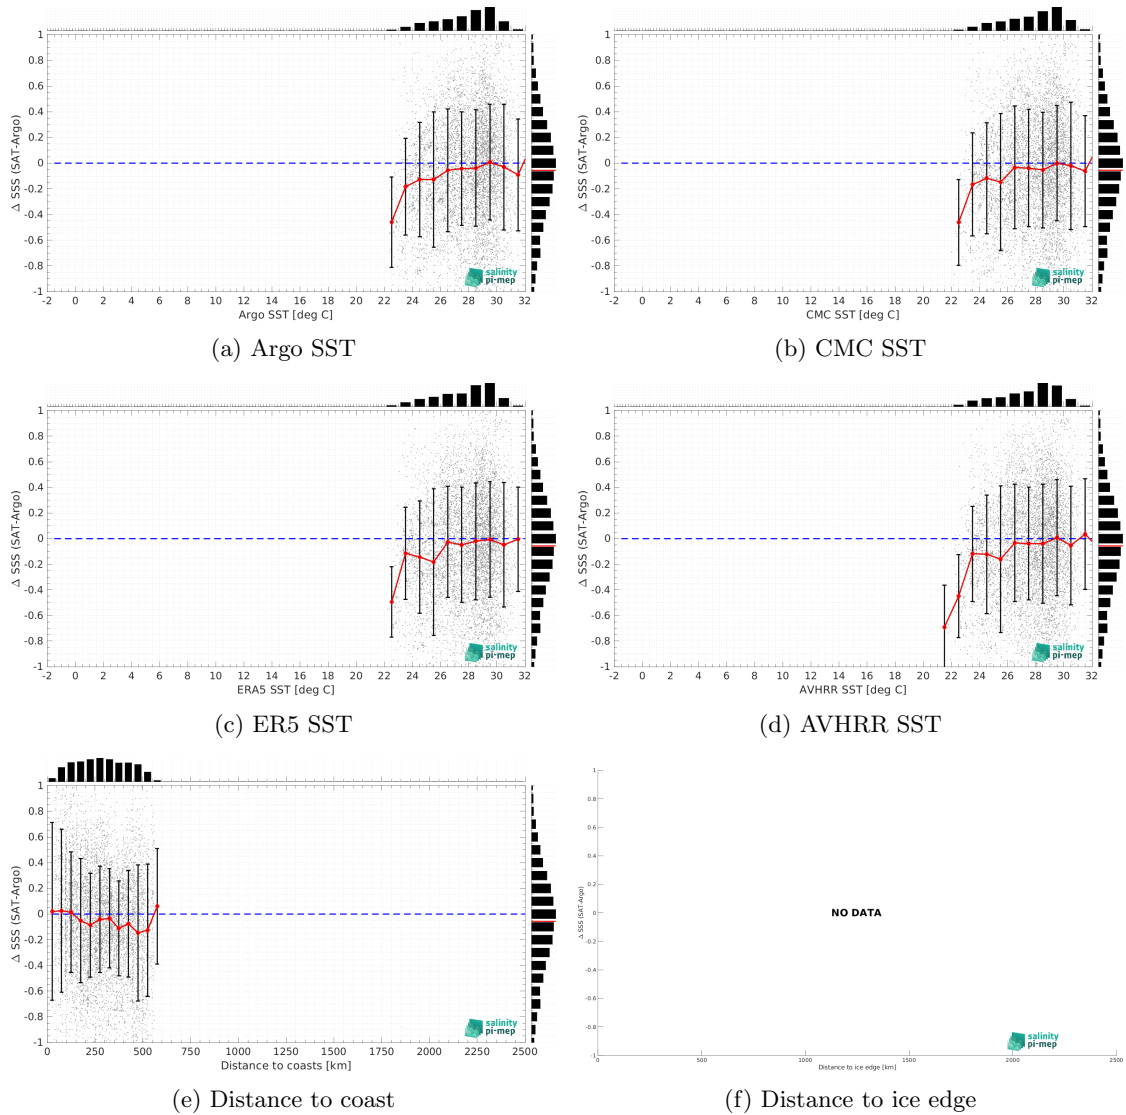 1
0.8
0.6
0.4
0.2
0
-0.2
-0.4
-0.6
-0.8
-1
Δ SSS (SAT-Argo)
salinity
pi-mep
-2 0 2 4 6 8 10 12 14 16 18 20 22 24 26 28 30 32
Argo SST [deg C]
(a) Argo SST
1
0.8
0.6
0.4
0.2
0
-0.2
-0.4
-0.6
-0.8
-1
Δ SSS (SAT-Argo)
salinity
pi-mep
-2 0 2 4 6 8 10 12 14 16 18 20 22 24 26 28 30 32
CMC SST [deg C]
(b) CMC SST
1
0.8
0.6
0.4
0.2
0
-0.2
-0.4
-0.6
-0.8
-1
Δ SSS (SAT-Argo)
salinity
pi-mep
-2 0 2 4 6 8 10 12 14 16 18 20 22 24 26 28 30 32
ERA5 SST [deg C]
(c) ER5 SST
1
0.8
0.6
0.4
0.2
0
-0.2
-0.4
-0.6
-0.8
-1
Δ SSS (SAT-Argo)
salinity
pi-mep
-2 0 2 4 6 8 10 12 14 16 18 20 22 24 26 28 30 32
AVHRR SST [deg C]
(d) AVHRR SST
1
0.8
0.6
0.4
0.2
0
-0.2
-0.4
-0.6
-0.8
-1
Δ SSS (SAT-Argo)
salinity
pi-mep
0 250 500 750 1000 1250 1500 1750 2000 2250 2500
Distance to coasts [km]
(e) Distance to coast
1
0.8
0.6
0.4
0.2
0
-0.2
-0.4
-0.6
-0.8
-1
Δ SSS (SAT-Argo)
NO DATA
salinity
pi-mep
0 500 1000 1500 2000 2500
Distance to ice edge [km]
(f) Distance to ice edge